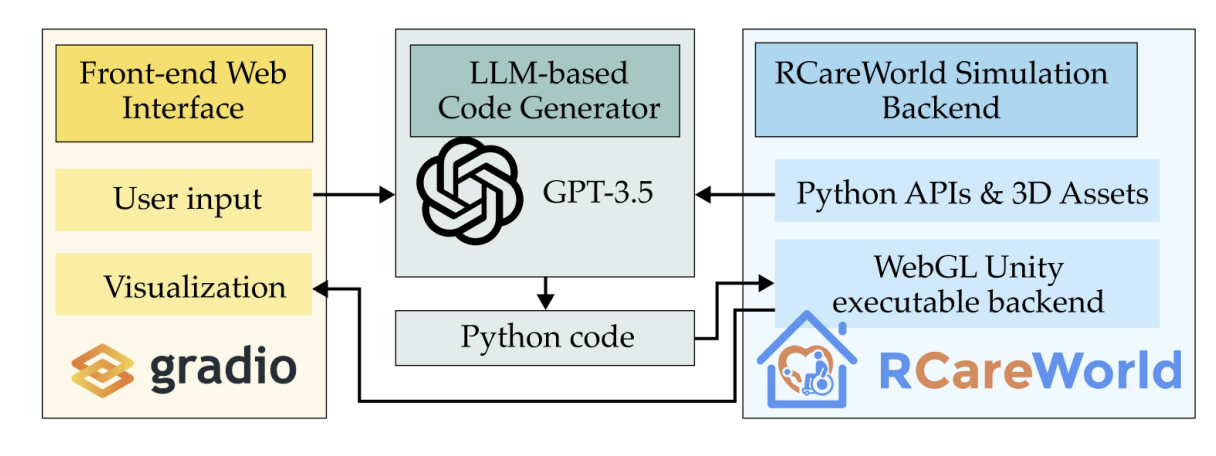 Front-end Web
Interface
User input
Visualization
gradio
LLM-based
Code Generator
GPT-3.5
Python code
RCareWorld Simulation
Backend
Python APIs & 3D Assets
WebGL Unity
executable backend
RCareWorld